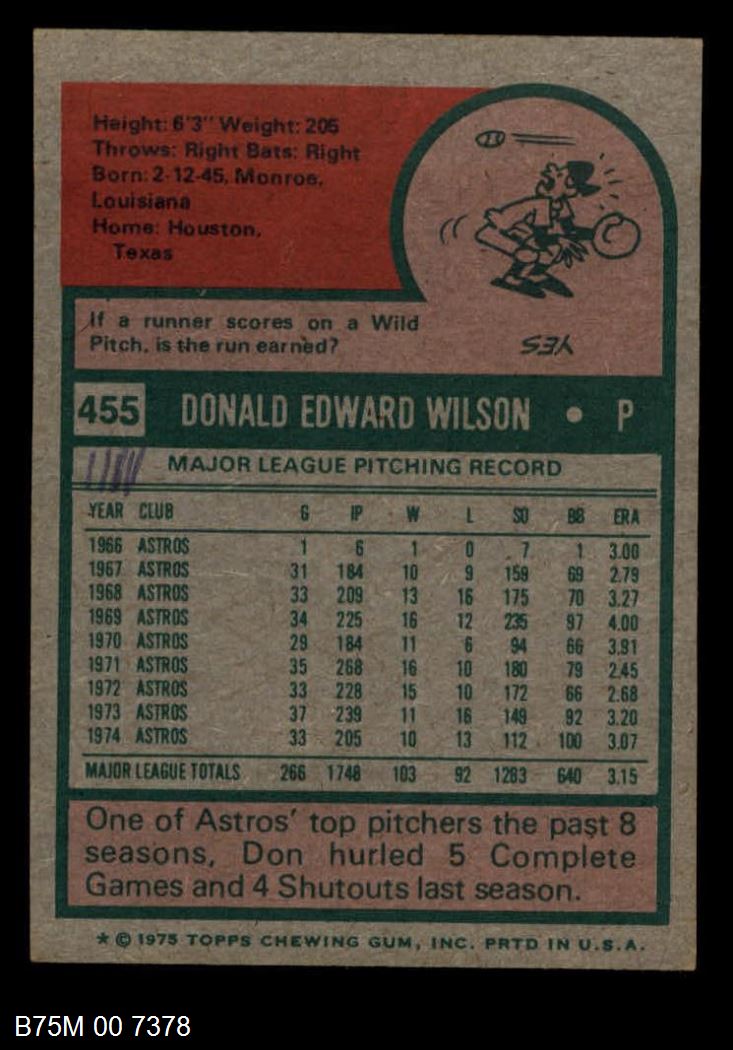 Height: 6'3" Weight: 205
Throws: Right Bats: Right
Born: 2-12-45, Monroe,
Louisiana
Home: Houston,
Texas
If a runner scores on a Wild
Pitch, is the run earned?
YES
455 DONALD EDWARD WILSON • P
MAJOR LEAGUE PITCHING RECORD
YEAR CLUB G IP W L SO BB ERA
1966 ASTROS 1 6 1 0 7 1 3.00
1967 ASTROS 31 184 10 9 159 69 2.79
1968 ASTROS 33 209 13 16 175 70 3.27
1969 ASTROS 34 225 16 12 235 97 4.00
1970 ASTROS 29 184 11 6 94 66 3.91
1971 ASTROS 35 268 16 10 180 79 2.45
1972 ASTROS 33 228 15 10 172 66 2.68
1973 ASTROS 37 239 11 16 149 92 3.20
1974 ASTROS 33 205 10 13 112 100 3.07
MAJOR LEAGUE TOTALS 266 1748 103 92 1283 640 3.15
One of Astros' top pitchers the past 8
seasons, Don hurled 5 Complete
Games and 4 Shutouts last season.
* © 1975 TOPPS CHEWING GUM, INC. PRTD IN U.S.A.
B75M 00 7378